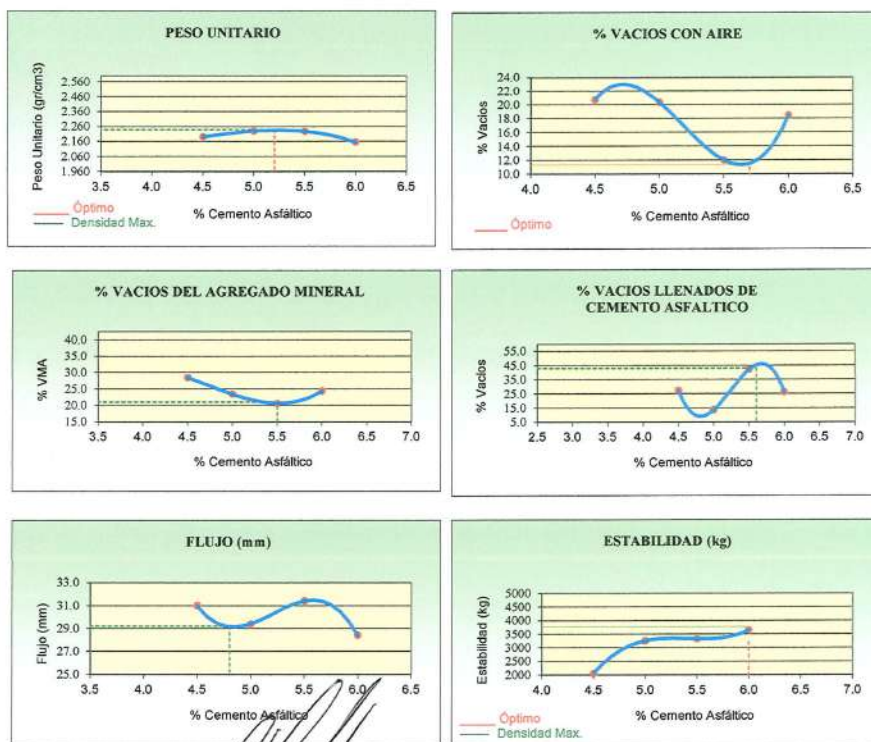 PESO UNITARIO
Peso Unitario (gr/cm3)
2.560
2.460
2.360
2.260
2.160
2.060
1.960
3.5 4.0 4.5 5.0 5.5 6.0 6.5
% Cemento Asfáltico
Óptimo
Densidad Max.
% VACIOS CON AIRE
% Vacios
24.0
22.0
20.0
18.0
16.0
14.0
12.0
10.0
4.0 4.5 5.0 5.5 6.0 6.5
% Cemento Asfáltico
Óptimo
% VACIOS DEL AGREGADO MINERAL
% VMA
40.0
35.0
30.0
25.0
20.0
15.0
3.5 4.0 4.5 5.0 5.5 6.0 6.5 7.0
% Cemento Asfáltico
% VACIOS LLENADOS DE
CEMENTO ASFALTICO
% Vacios
55.0
45.0
35.0
25.0
15.0
5.0
2.5 3.0 3.5 4.0 4.5 5.0 5.5 6.0 6.5 7.0
% Cemento Asfáltico
FLUJO (mm)
Flujo (mm)
33.0
31.0
29.0
27.0
25.0
3.5 4.0 4.5 5.0 5.5 6.0 6.5
% Cemento Asfáltico
ESTABILIDAD (kg)
Estabilidad (kg)
5000
4500
4000
3500
3000
2500
2000
4.0 4.5 5.0 5.5 6.0 6.5 7.0
% Cemento Asfáltico
Óptimo
Densidad Max.